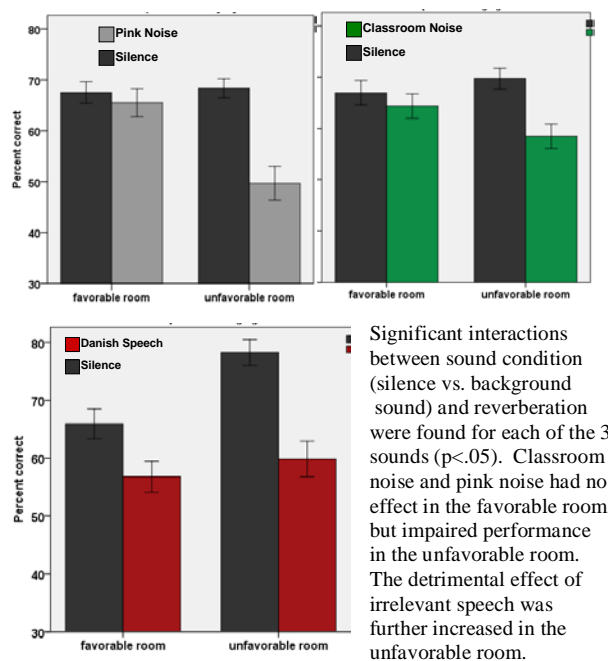 Pink Noise
Silence
80
70
60
50
40
30
Percent correct
favorable room
unfavorable room
Classroom Noise
Silence
favorable room
unfavorable room
Danish Speech
Silence
80
70
60
50
40
30
Percent correct
favorable room
unfavorable room
Significant interactions
between sound condition
(silence vs. background
sound) and reverberation
were found for each of the 3
sounds (p<.05). Classroom
noise and pink noise had no
effect in the favorable room
but impaired performance
in the unfavorable room.
The detrimental effect of
irrelevant speech was
further increased in the
unfavorable room.